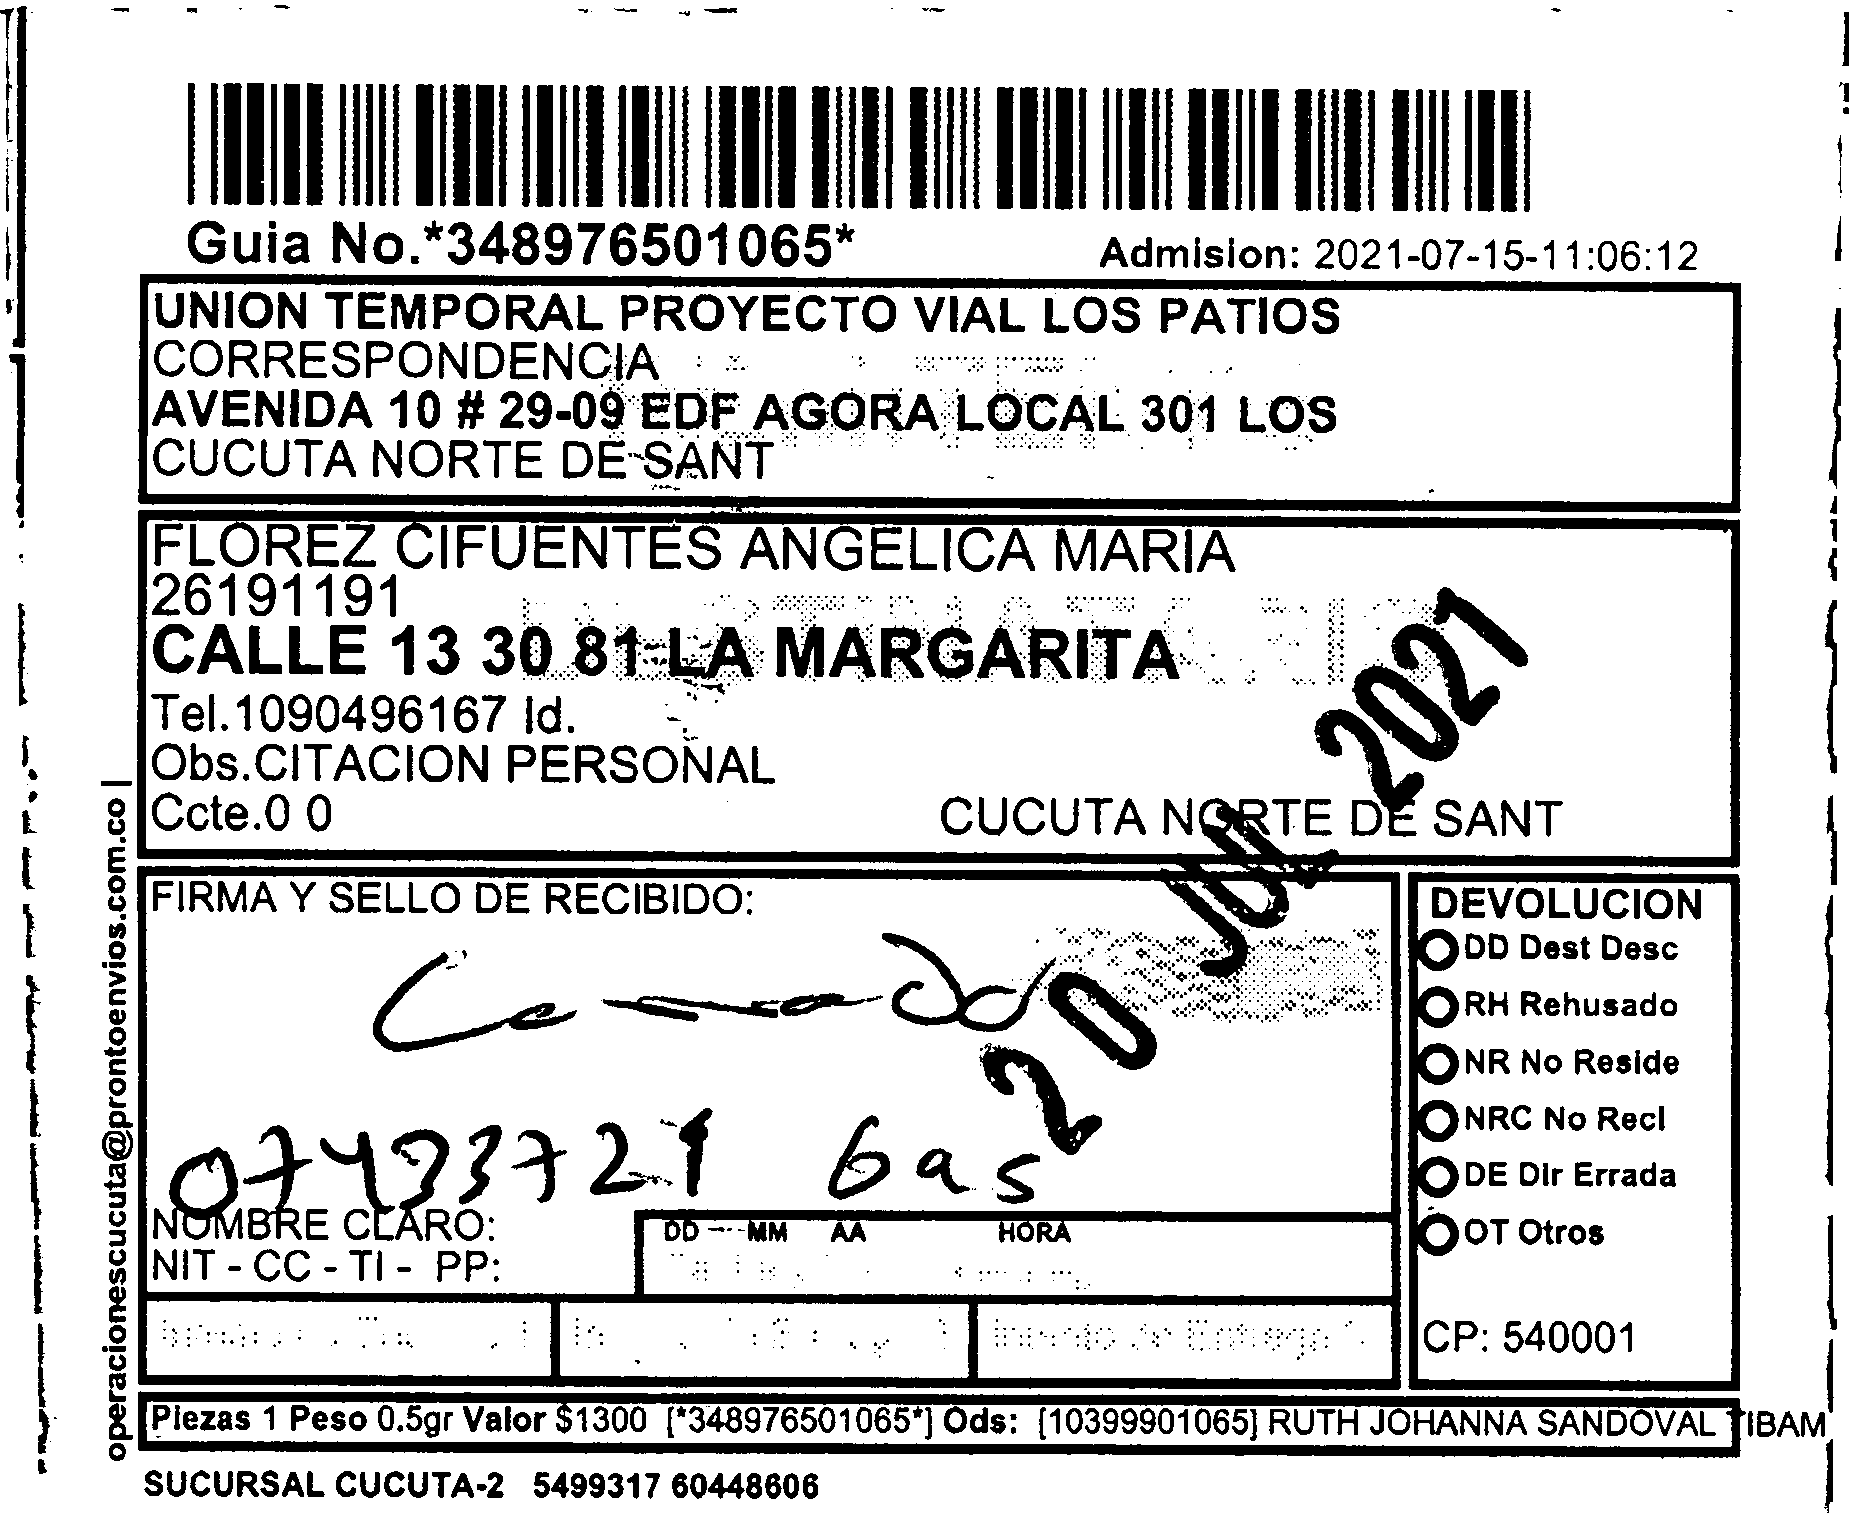 Guia No.*348976501065*
Admision: 2021-07-15-11:06:12
UNION TEMPORAL PROYECTO VIAL LOS PATIOS
CORRESPONDENCIA
AVENIDA 10 # 29-09 EDF AGORA LOCAL 301 LOS
CUCUTA NORTE DE SANT
FLOREZ CIFUENTES ANGELICA MARIA
26191191
CALLE 13 30 81 LA MARGARITA
Tel.1090496167 Id.
Obs.CITACION PERSONAL
Ccte.0 0
CUCUTA NORTE DE SANT
20 JUL 2021
FIRMA Y SELLO DE RECIBIDO:
gas
NOMBRE CLARO:
NIT - CC - TI - PP:
DD MM AA HORA
DEVOLUCION
DD Dest Desc
RH Rehusado
NR No Reside
NRC No Recl
DE Dir Errada
OT Otros
CP: 540001
Piezas 1 Peso 0.5gr Valor $1300 [*348976501065*] Ods: [10399901065] RUTH JOHANNA SANDOVAL TIBAM
SUCURSAL CUCUTA-2 5499317 60448606
operacionescucuta@prontoenvios.com.co |